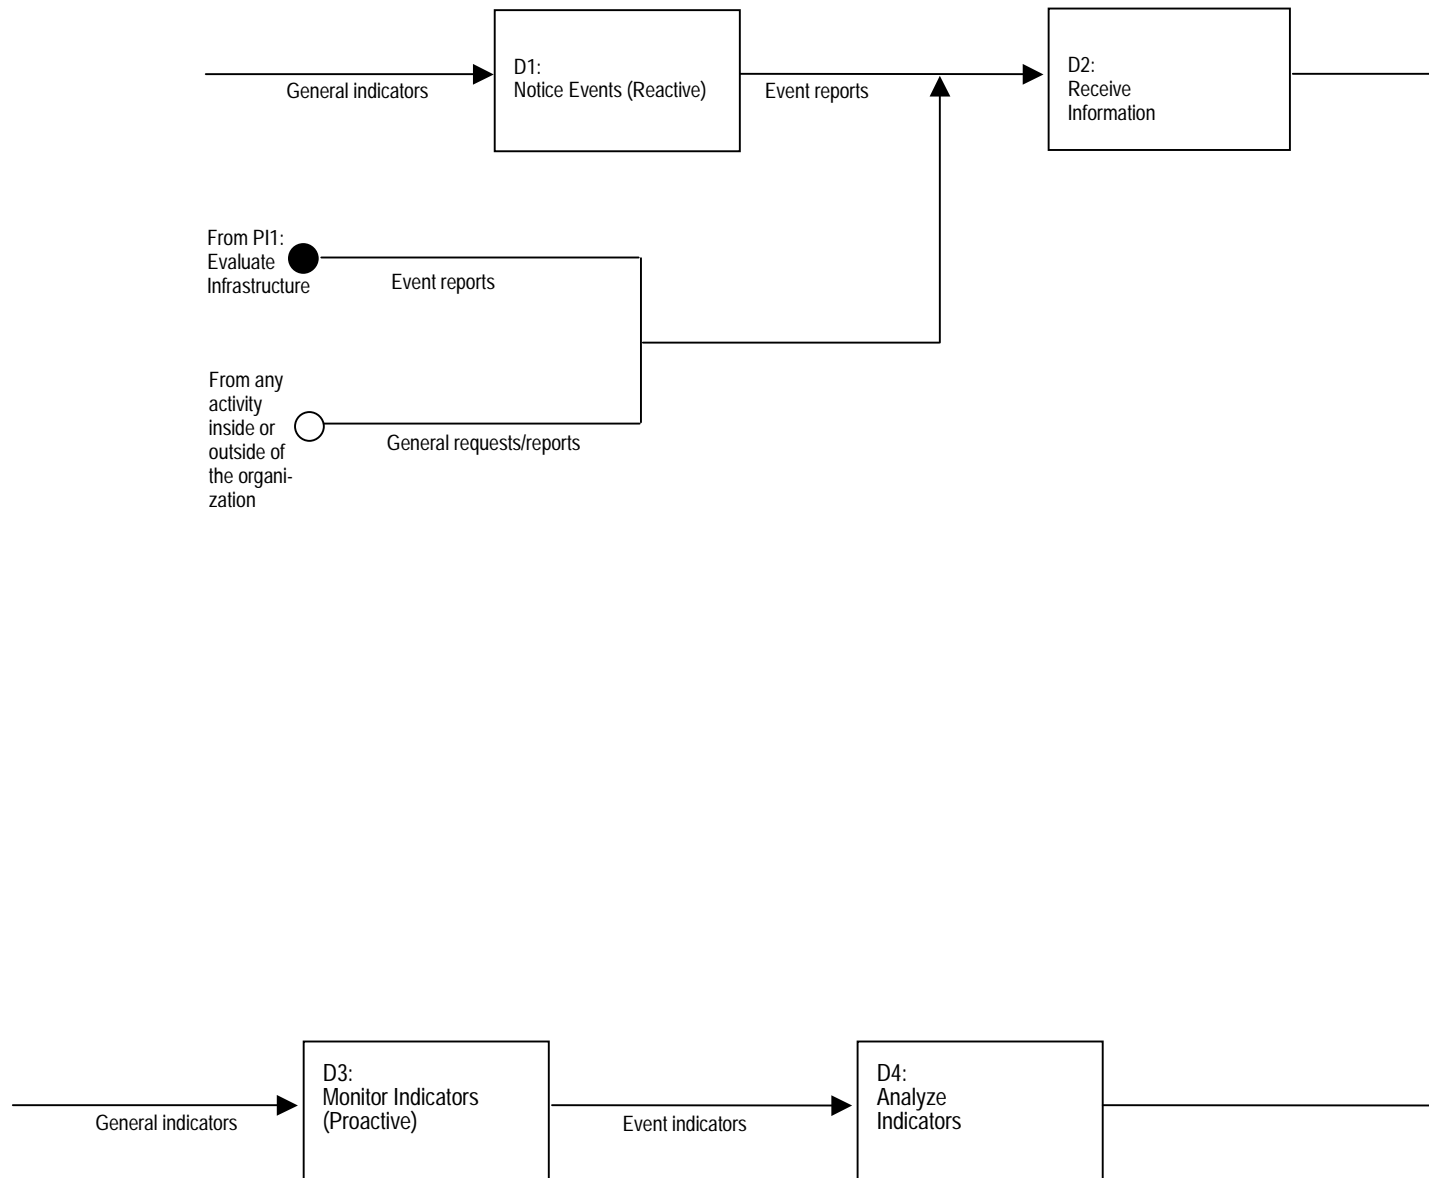 D1:
Notice Events (Reactive)
D2:
Receive
Information
General indicators
Event reports
From PI1:
Evaluate
Infrastructure
Event reports
From any
activity
inside or
outside of
the organi-
zation
General requests/reports
D3:
Monitor Indicators
(Proactive)
D4:
Analyze
Indicators
General indicators
Event indicators